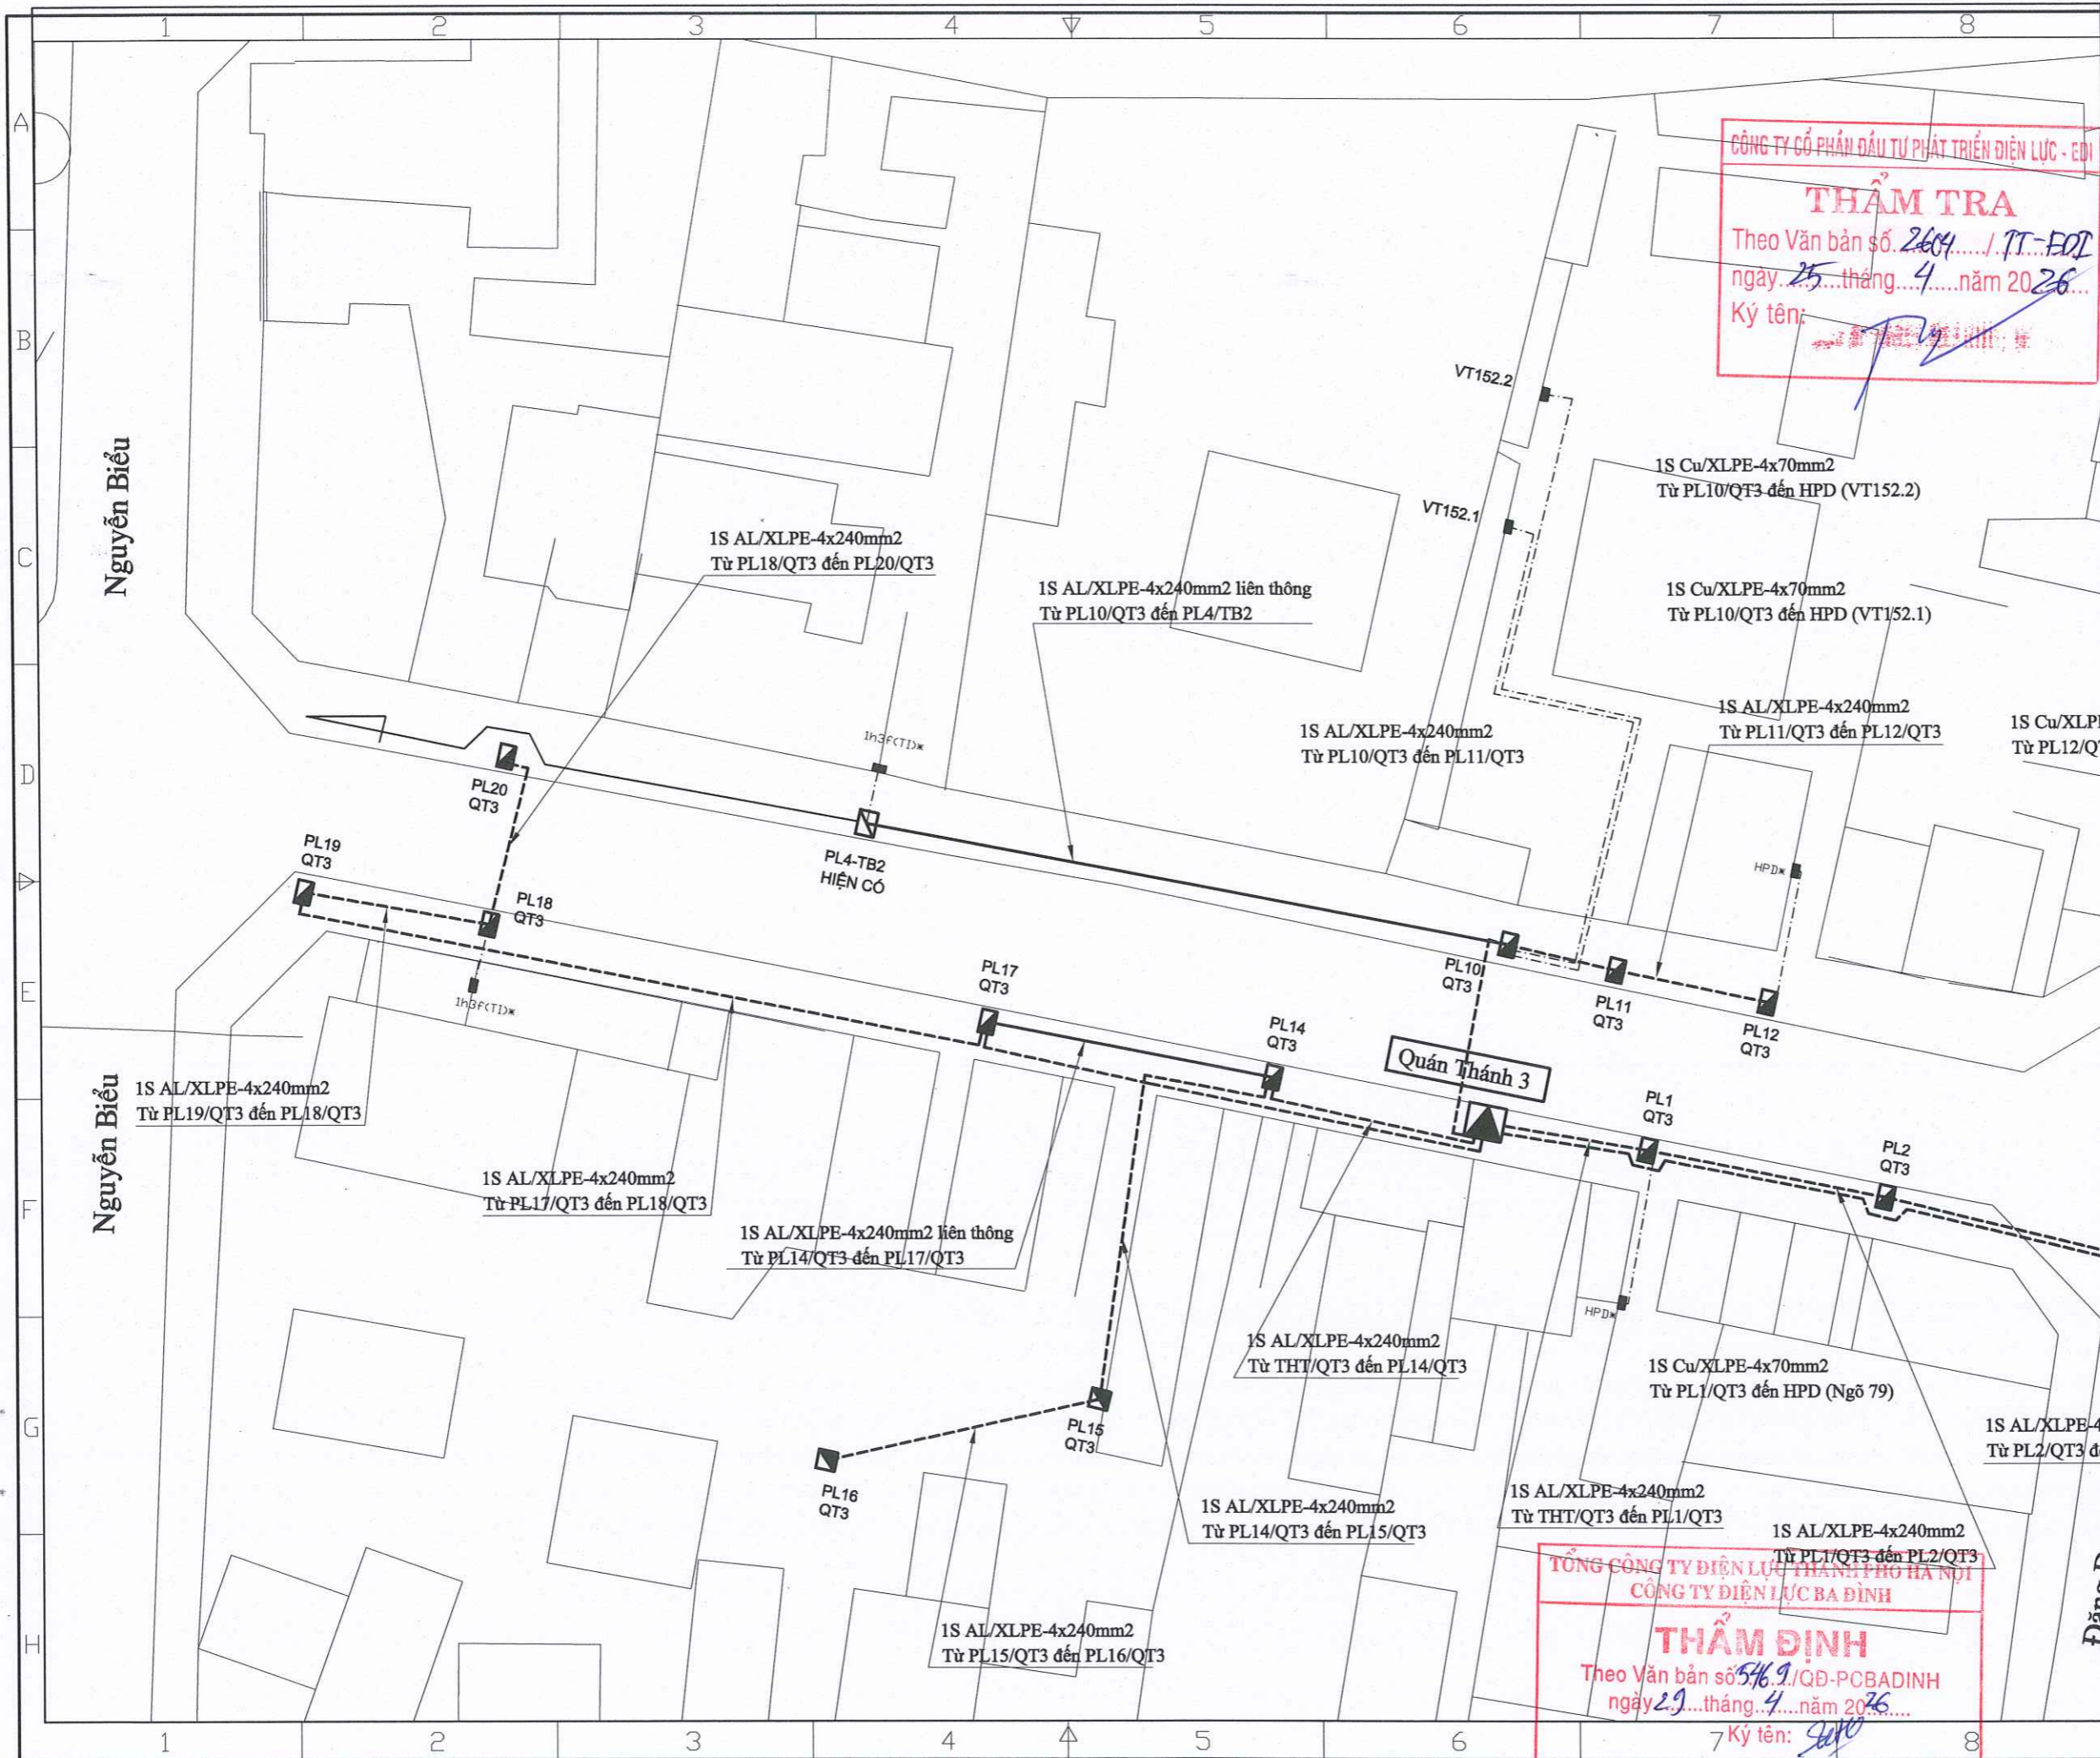 1 2 3 4 5 6 7 8
A
B
C
D
E
F
G
H
CÔNG TY CỔ PHẦN ĐẦU TƯ PHÁT TRIỂN ĐIỆN LỰC - EDI
THẨM TRA
Theo Văn bản số 2604 / TT-EDI
ngày 25 tháng 4 năm 2026
Ký tên:
Nguyễn Biểu
VT152.2
VT152.1
1S Cu/XLPE-4x70mm2
Từ PL10/QT3 đến HPD (VT152.2)
1S AL/XLPE-4x240mm2
Từ PL18/QT3 đến PL20/QT3
1S AL/XLPE-4x240mm2 liên thông
Từ PL10/QT3 đến PL4/TB2
1S Cu/XLPE-4x70mm2
Từ PL10/QT3 đến HPD (VT152.1)
1S AL/XLPE-4x240mm2
Từ PL10/QT3 đến PL11/QT3
1S AL/XLPE-4x240mm2
Từ PL11/QT3 đến PL12/QT3
1S Cu/XLP
Từ PL12/Q
1h3f(TI)*
PL20
QT3
PL19
QT3
PL4-TB2
HIỆN CÓ
HPD*
PL18
QT3
PL17
QT3
PL10
QT3
PL11
QT3
PL12
QT3
1h3f(TI)*
PL14
QT3
Quán Thánh 3
PL1
QT3
PL2
QT3
Nguyễn Biểu
1S AL/XLPE-4x240mm2
Từ PL19/QT3 đến PL18/QT3
1S AL/XLPE-4x240mm2
Từ PL17/QT3 đến PL18/QT3
1S AL/XLPE-4x240mm2 liên thông
Từ PL14/QT3 đến PL17/QT3
HPD*
1S AL/XLPE-4x240mm2
Từ THT/QT3 đến PL14/QT3
1S Cu/XLPE-4x70mm2
Từ PL1/QT3 đến HPD (Ngõ 79)
PL15
QT3
PL16
QT3
1S AL/XLPE-4
Từ PL2/QT3 đ
1S AL/XLPE-4x240mm2
Từ PL14/QT3 đến PL15/QT3
1S AL/XLPE-4x240mm2
Từ THT/QT3 đến PL1/QT3
1S AL/XLPE-4x240mm2
Từ PL1/QT3 đến PL2/QT3
1S AL/XLPE-4x240mm2
Từ PL15/QT3 đến PL16/QT3
TỔNG CÔNG TY ĐIỆN LỰC THÀNH PHỐ HÀ NỘI
CÔNG TY ĐIỆN LỰC BA ĐÌNH
THẨM ĐỊNH
Theo Văn bản số 5469/QĐ-PCBADINH
ngày 29 tháng 4 năm 2026
Ký tên:
1 2 3 4 5 6 7 8